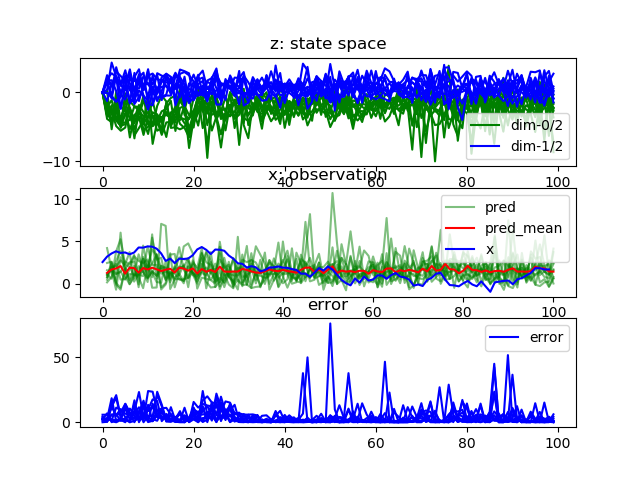 z: state space
0
−10
dim-0/2
dim-1/2
0 20 40 60 80 100
x: observation
10
5
0
pred
pred_mean
x
0 20 40 60 80 100
error
50
0
error
0 20 40 60 80 100